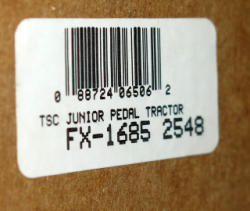 0 88724 06506 2
TSC JUNIOR PEDAL TRACTOR
FX-1685 2548